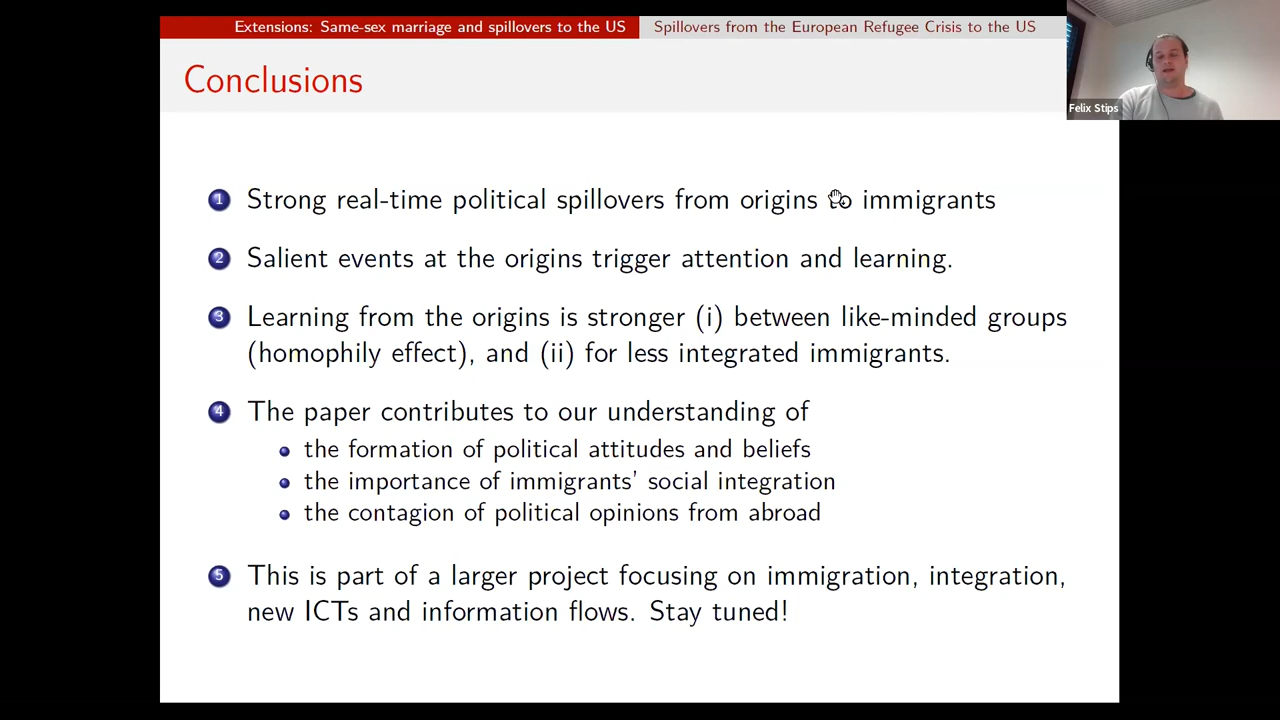 Extensions: Same-sex marriage and spillovers to the US
Spillovers from the European Refugee Crisis to the US
Conclusions
Felix Stips
1 Strong real-time political spillovers from origins to immigrants
2 Salient events at the origins trigger attention and learning.
3 Learning from the origins is stronger (i) between like-minded groups
(homophily effect), and (ii) for less integrated immigrants.
4 The paper contributes to our understanding of
the formation of political attitudes and beliefs
the importance of immigrants' social integration
the contagion of political opinions from abroad
5 This is part of a larger project focusing on immigration, integration,
new ICTs and information flows. Stay tuned!